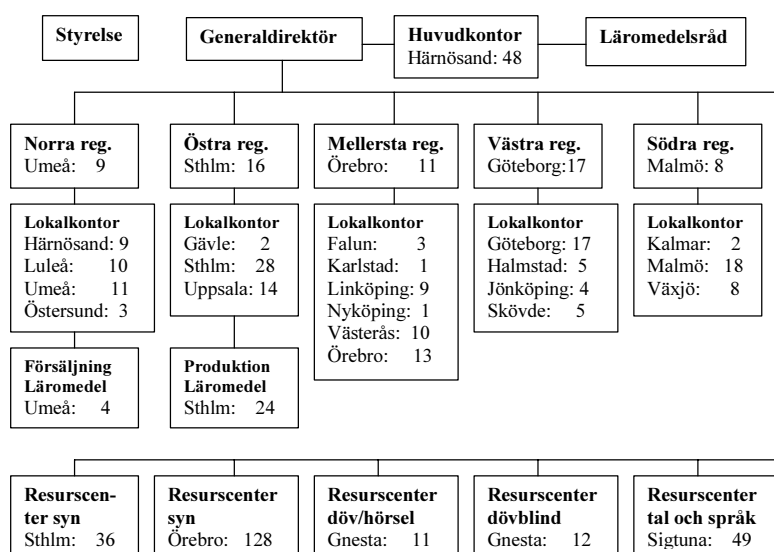 Styrelse
Generaldirektör
Huvudkontor
Härnösand: 48
Läromedelsråd
Norra reg.
Umeå: 9
Östra reg.
Sthlm: 16
Mellersta reg.
Örebro: 11
Västra reg.
Göteborg:17
Södra reg.
Malmö: 8
Lokalkontor
Härnösand: 9
Luleå: 10
Umeå: 11
Östersund: 3
Lokalkontor
Gävle: 2
Sthlm: 28
Uppsala: 14
Lokalkontor
Falun: 3
Karlstad: 1
Linköping: 9
Nyköping: 1
Västerås: 10
Örebro: 13
Lokalkontor
Göteborg: 17
Halmstad: 5
Jönköping: 4
Skövde: 5
Lokalkontor
Kalmar: 2
Malmö: 18
Växjö: 8
Försäljning
Läromedel
Umeå: 4
Produktion
Läromedel
Sthlm: 24
Resurscen-
ter syn
Sthlm: 36
Resurscenter
syn
Örebro: 128
Resurscenter
döv/hörsel
Gnesta: 11
Resurscenter
dövblind
Gnesta: 12
Resurscenter
tal och språk
Sigtuna: 49